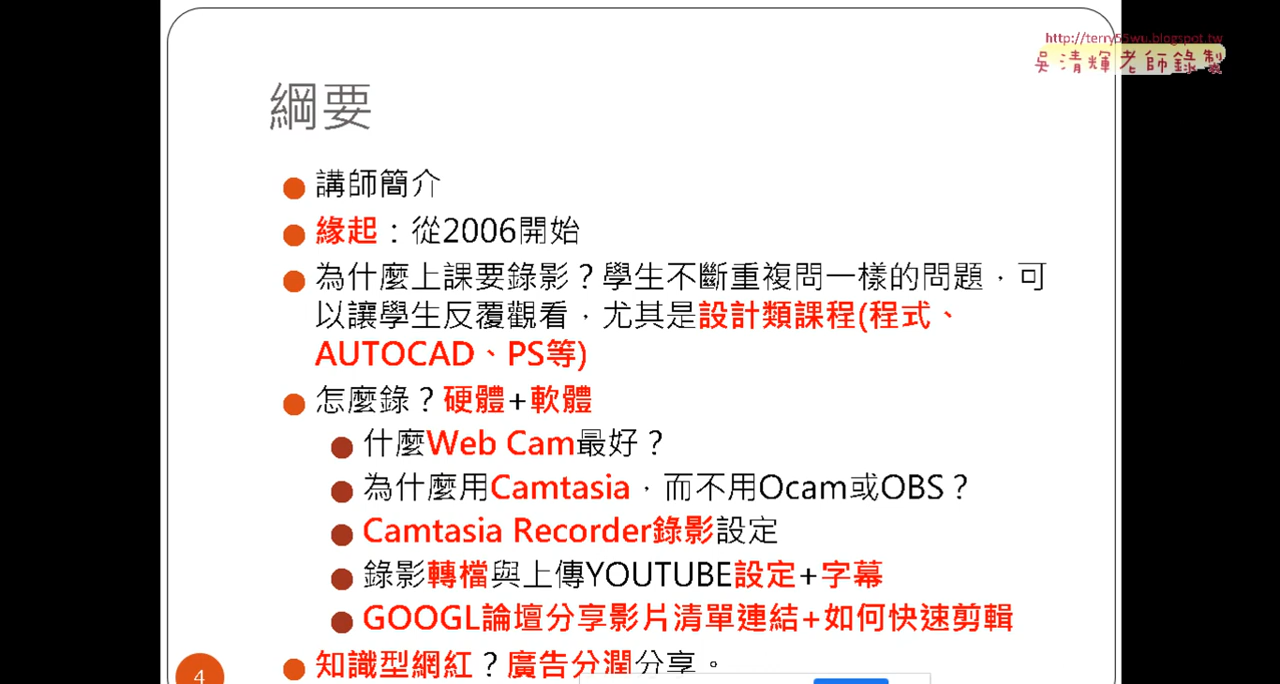 http://terry55wu.blogspot.tw
吳清輝老師錄製
綱要
講師簡介
緣起：從2006開始
為什麼上課要錄影？學生不斷重複問一樣的問題，可
以讓學生反覆觀看，尤其是設計類課程(程式、
AUTOCAD、PS等)
怎麼錄？硬體+軟體
什麼Web Cam最好？
為什麼用Camtasia，而不用Ocam或OBS？
Camtasia Recorder錄影設定
錄影轉檔與上傳YOUTUBE設定+字幕
GOOGL論壇分享影片清單連結+如何快速剪輯
知識型網紅？廣告分潤分享。
4